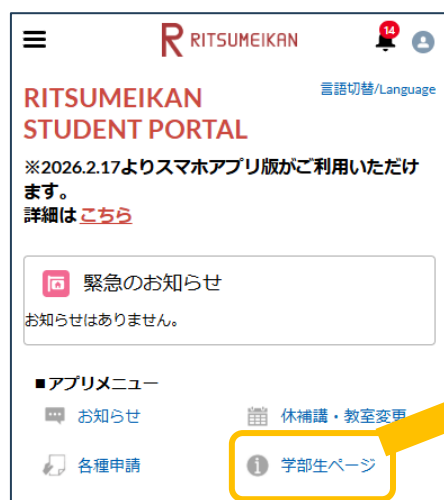 RITSUMEIKAN
14
言語切替/Language
RITSUMEIKAN
STUDENT PORTAL
※2026.2.17よりスマホアプリ版がご利用いただけ
ます。
詳細は こちら
緊急のお知らせ
お知らせはありません。
■アプリメニュー
お知らせ
休補講・教室変更
各種申請
学部生ページ